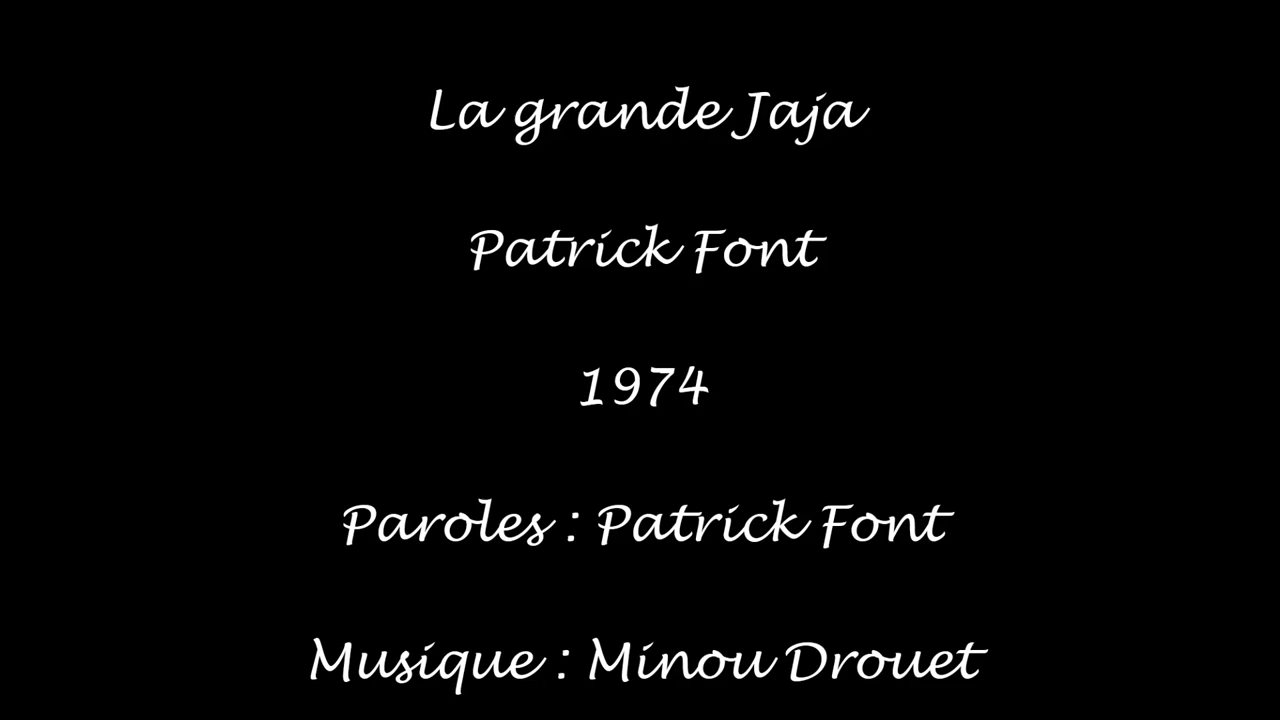 La grande Jaja
Patrick Font
1974
Paroles : Patrick Font
Musique : Minou Drouet